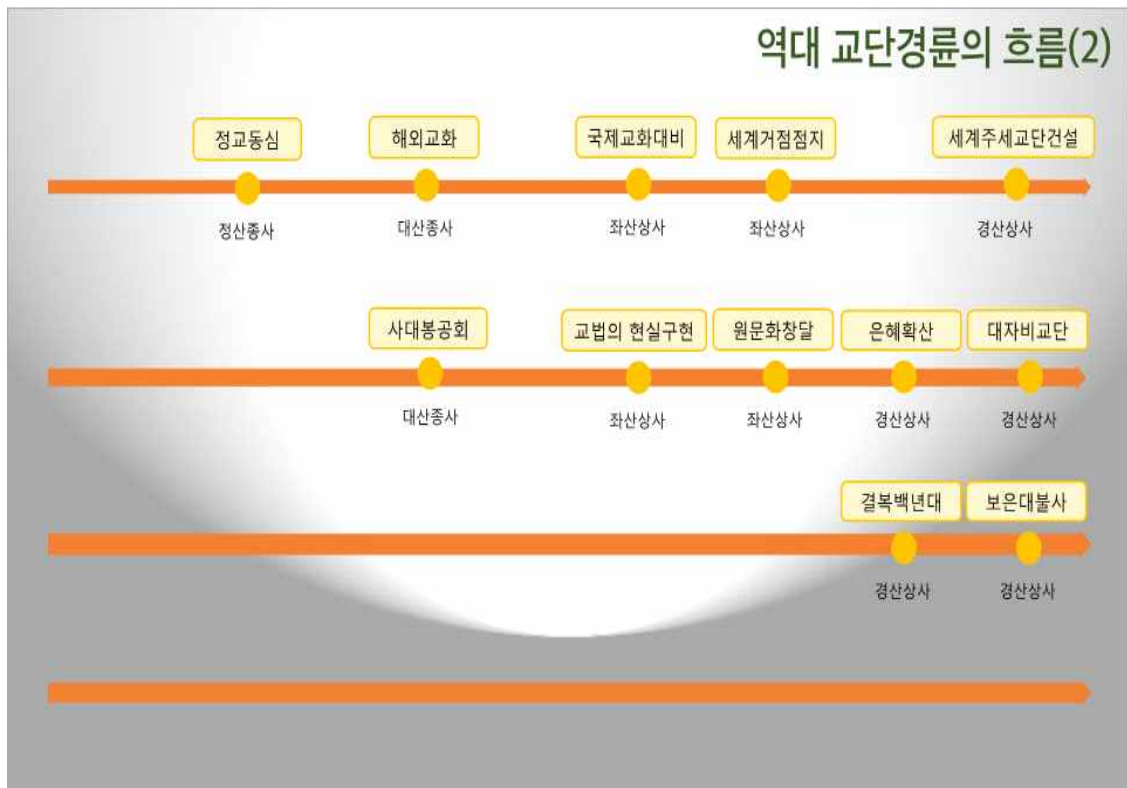 역대 교단경륜의 흐름(2)
정교동심 해외교화 국제교화대비 세계거점점지 세계주세교단건설
정산종사 대산종사 좌산상사 좌산상사 경산상사
사대봉공회 교법의 현실구현 원문화창달 은혜확산 대자비교단
대산종사 좌산상사 좌산상사 경산상사 경산상사
결복백년대 보은대불사
경산상사 경산상사